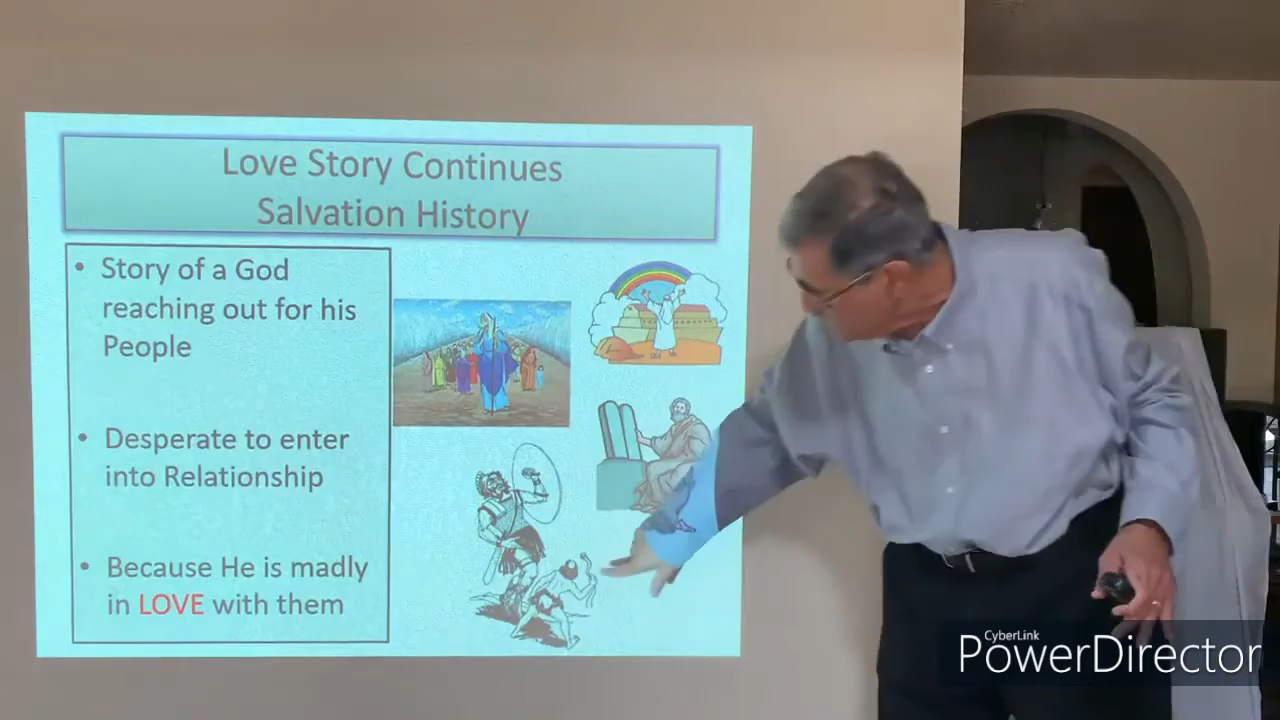 Love Story Continues
Salvation History
• Story of a God
reaching out for his
People
• Desperate to enter
into Relationship
• Because He is madly
in LOVE with them
CyberLink
PowerDirector